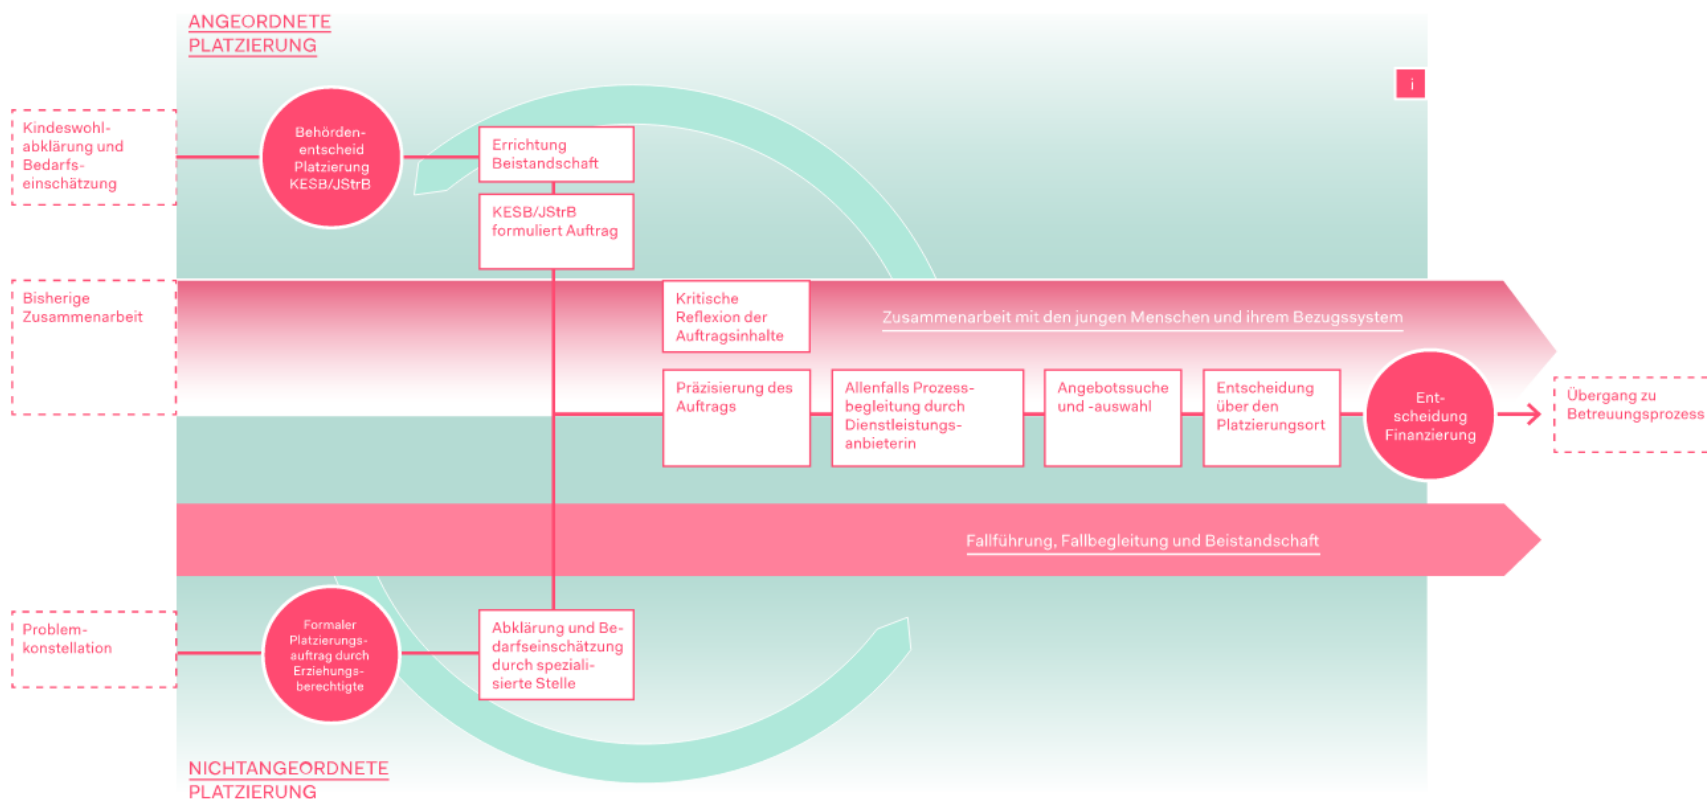 ANGEORDNETE
PLATZIERUNG
i
Kindeswohl-
abklärung und
Bedarfs-
einschätzung
Behörden-
entscheid
Platzierung
KESB/JStrB
Errichtung
Beistandschaft
KESB/JStrB
formuliert Auftrag
Bisherige
Zusammenarbeit
Kritische
Reflexion der
Auftragsinhalte
Zusammenarbeit mit den jungen Menschen und ihrem Bezugssystem
Präzisierung des
Auftrags
Allenfalls Prozess-
begleitung durch
Dienstleistungs-
anbieterin
Angebotssuche
und -auswahl
Entscheidung
über den
Platzierungsort
Ent-
scheidung
Finanzierung
Übergang zu
Betreuungsprozess
Fallführung, Fallbegleitung und Beistandschaft
Problem-
konstellation
Formaler
Platzierungs-
auftrag durch
Erziehungs-
berechtigte
Abklärung und Be-
darfseinschätzung
durch speziali-
sierte Stelle
NICHTANGEORDNETE
PLATZIERUNG